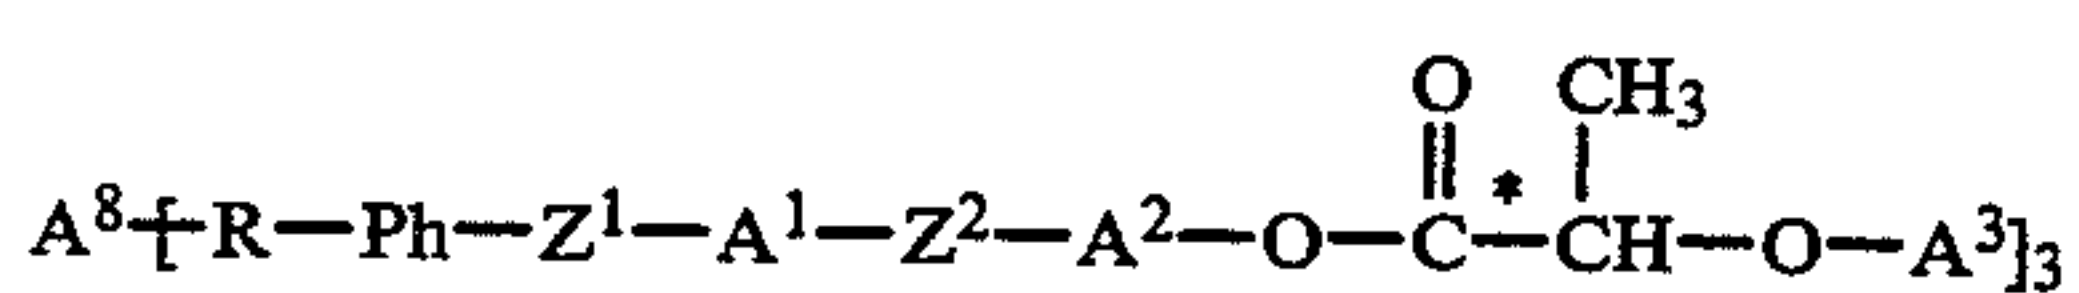 O CH₃
‖ * |
A⁸-[R—Ph—Z¹—A¹—Z²—A²—O—C—CH—O—A³]₃